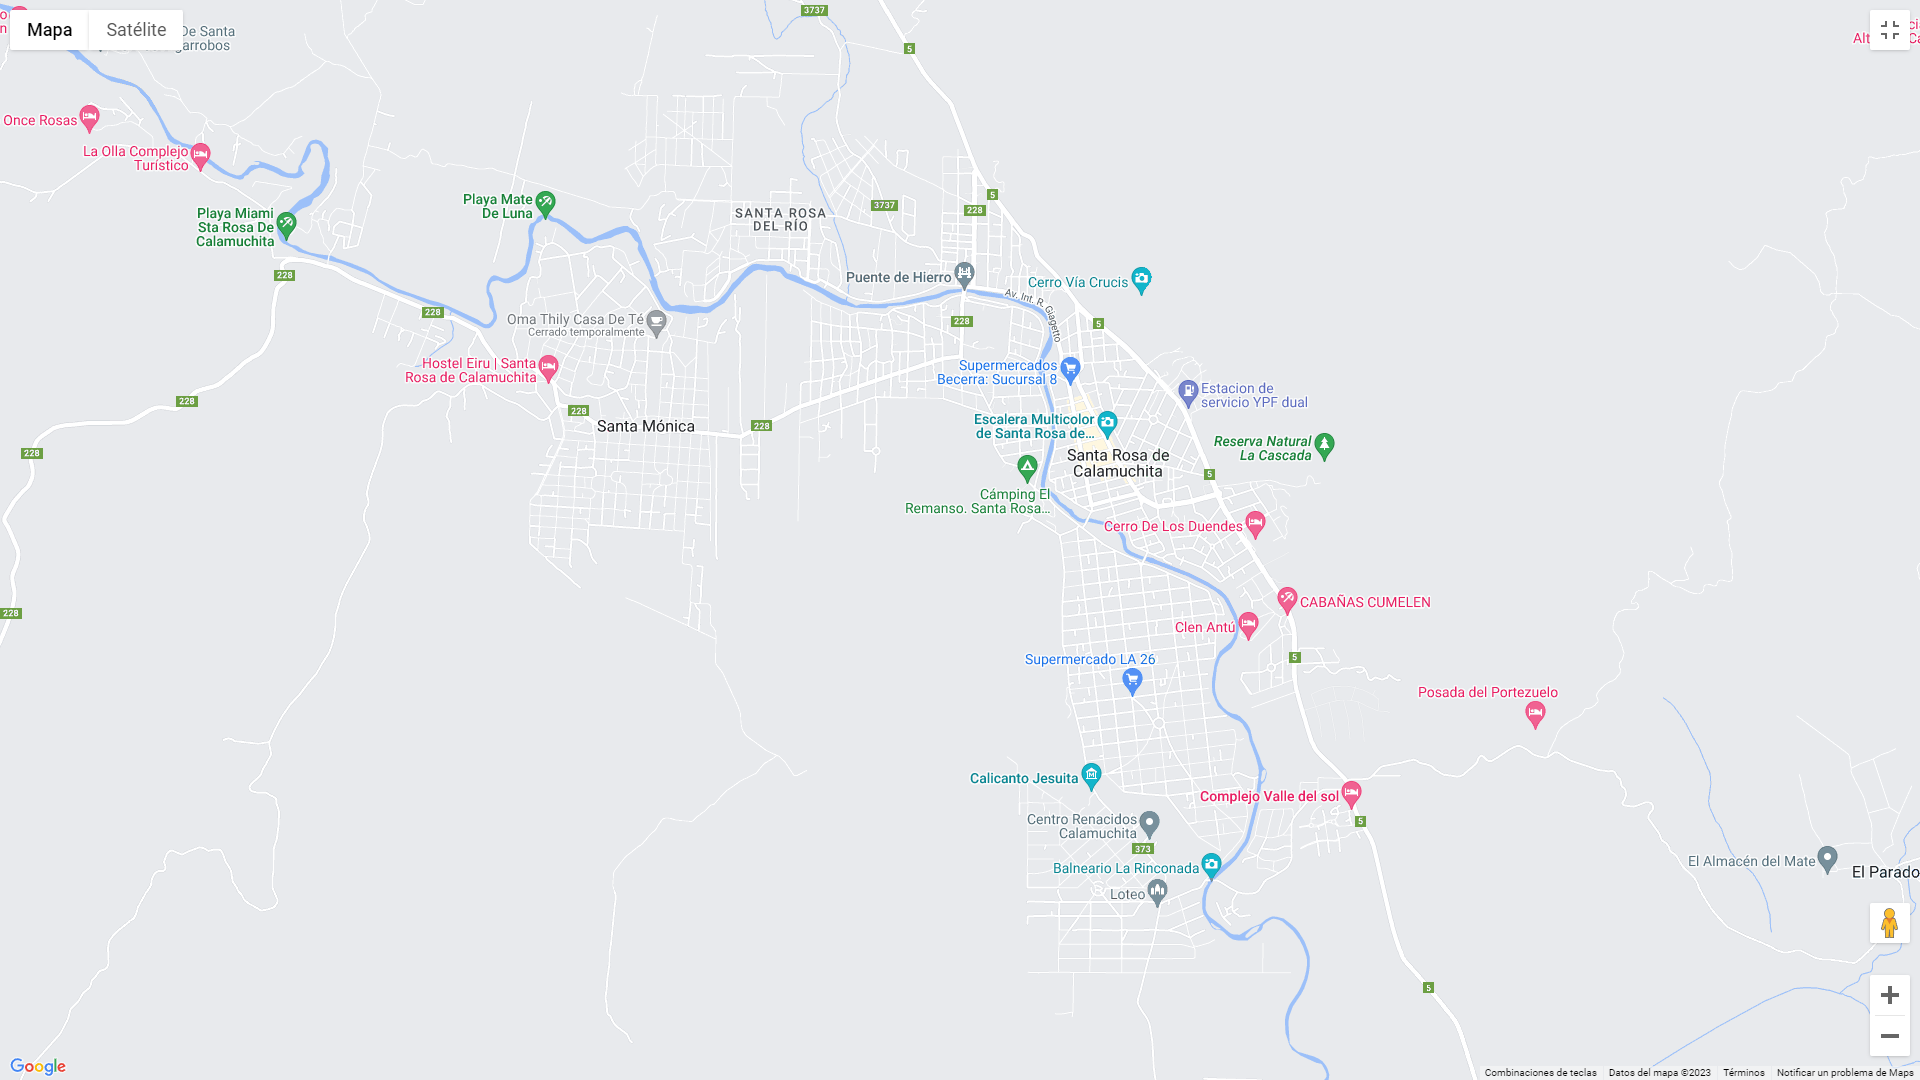 Mapa
Satélite
De Santa
garrobos
3737
5
Once Rosas
La Olla Complejo
Turístico
Playa Mate
De Luna
Playa Miami
Sta Rosa De
Calamuchita
SANTA ROSA
DEL RÍO
3737
5
228
228
Puente de Hierro
Cerro Vía Crucis
Av. Int. R. Giagetto
228
228
5
Oma Thily Casa De Té
Cerrado temporalmente
Hostel Eiru | Santa
Rosa de Calamuchita
Supermercados
Becerra: Sucursal 8
Estacion de
servicio YPF dual
228
228
Santa Mónica
228
Escalera Multicolor
de Santa Rosa de...
Reserva Natural
La Cascada
228
Santa Rosa de
Calamuchita
5
Cámping El
Remanso. Santa Rosa...
Cerro De Los Duendes
228
CABAÑAS CUMELEN
Clen Antú
Supermercado LA 26
5
Posada del Portezuelo
Calicanto Jesuita
Complejo Valle del sol
Centro Renacidos
Calamuchita
5
373
Balneario La Rinconada
El Almacén del Mate
El Parado
Loteo
5
Google
Combinaciones de teclas
Datos del mapa ©2023
Términos
Notificar un problema de Maps